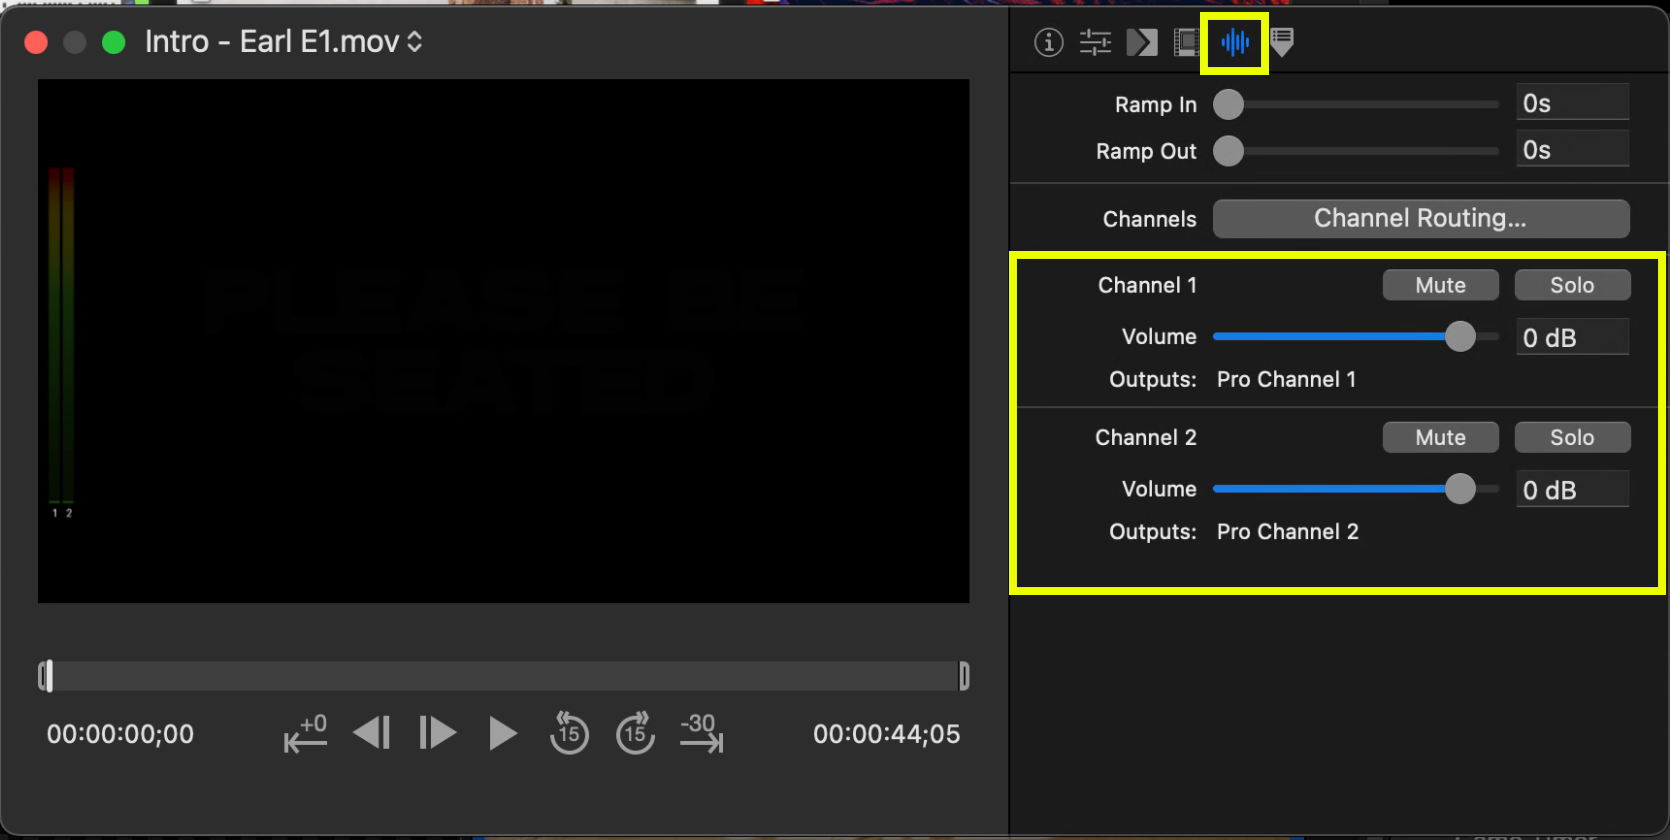 Intro - Earl E1.mov
PLEASE BE
SEATED
1 2
00:00:00;00
+0
15
15
-30
00:00:44;05
Ramp In 0s
Ramp Out 0s
Channels Channel Routing...
Channel 1 Mute Solo
Volume 0 dB
Outputs: Pro Channel 1
Channel 2 Mute Solo
Volume 0 dB
Outputs: Pro Channel 2